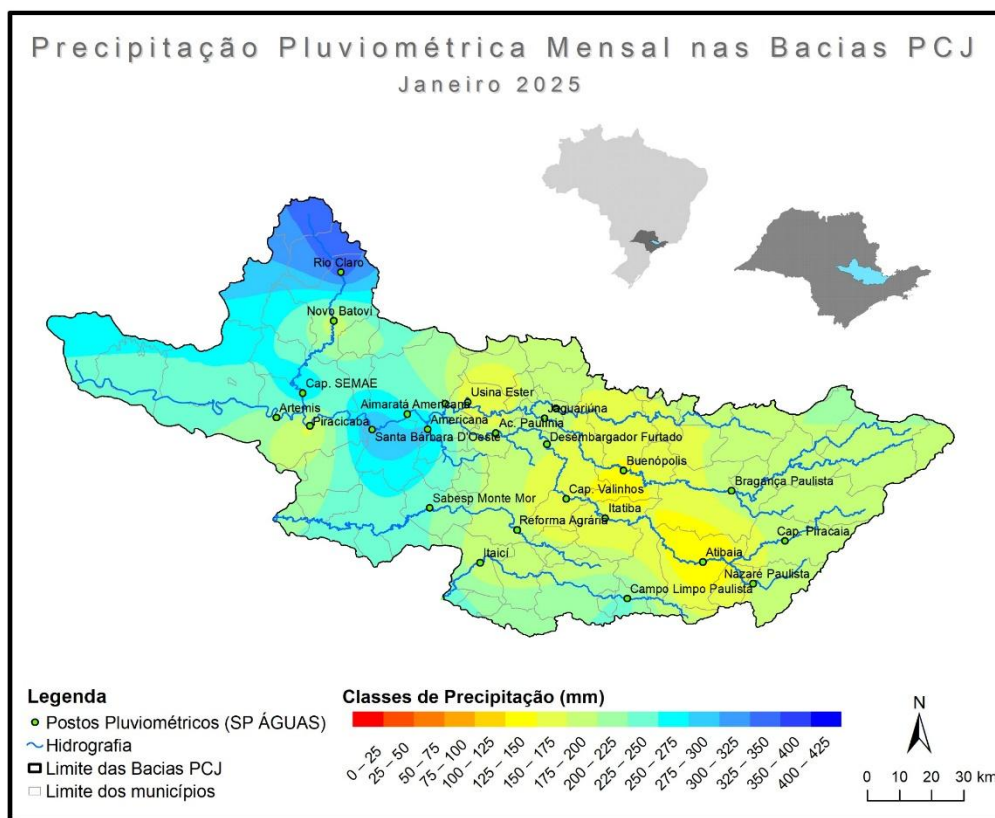 Precipitação Pluviométrica Mensal nas Bacias PCJ
Janeiro 2025
Rio Claro
Novo Batoví
Cap. SEMAE
Usina Ester
Artemis
Aimaratá Americana
Jaguariúna
Piracicaba
Americana
Ac. Paulínia
Santa Bárbara D'Oeste
Desembargador Furtado
Buenópolis
Bragança Paulista
Cap. Valinhos
Sabesp Monte Mor
Itatiba
Reforma Agrária
Cap. Piracaia
Itaicí
Atibaia
Nazaré Paulista
Campo Limpo Paulista
Legenda
Postos Pluviométricos (SP ÁGUAS)
Hidrografia
Limite das Bacias PCJ
Limite dos municípios
Classes de Precipitação (mm)
0 – 25
25 – 50
50 – 75
75 – 100
100 – 125
125 – 150
150 – 175
175 – 200
200 – 225
225 – 250
250 – 275
275 – 300
300 – 325
325 – 350
350 – 400
400 – 425
N
0 10 20 30 km